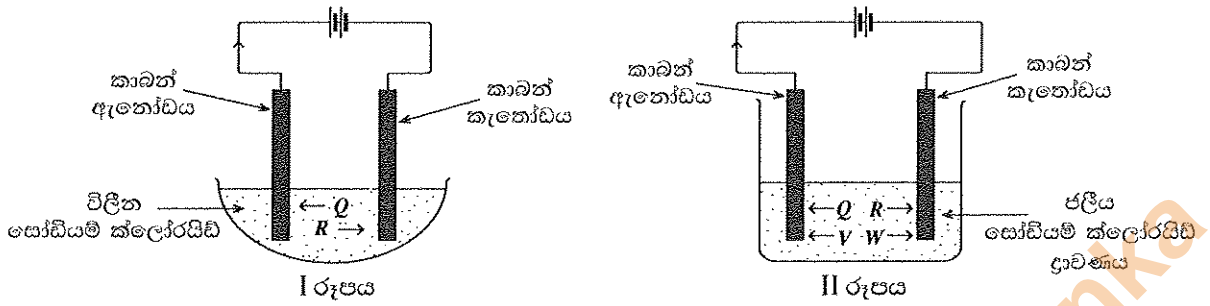 කාබන්
ඇනෝඩය
කාබන්
කැතෝඩය
විලීන
සෝඩියම් ක්ලෝරයිඩ්
Q
R
I රූපය
කාබන්
ඇනෝඩය
කාබන්
කැතෝඩය
Q R
V W
ජලීය
සෝඩියම් ක්ලෝරයිඩ්
ද්‍රාවණය
II රූපය